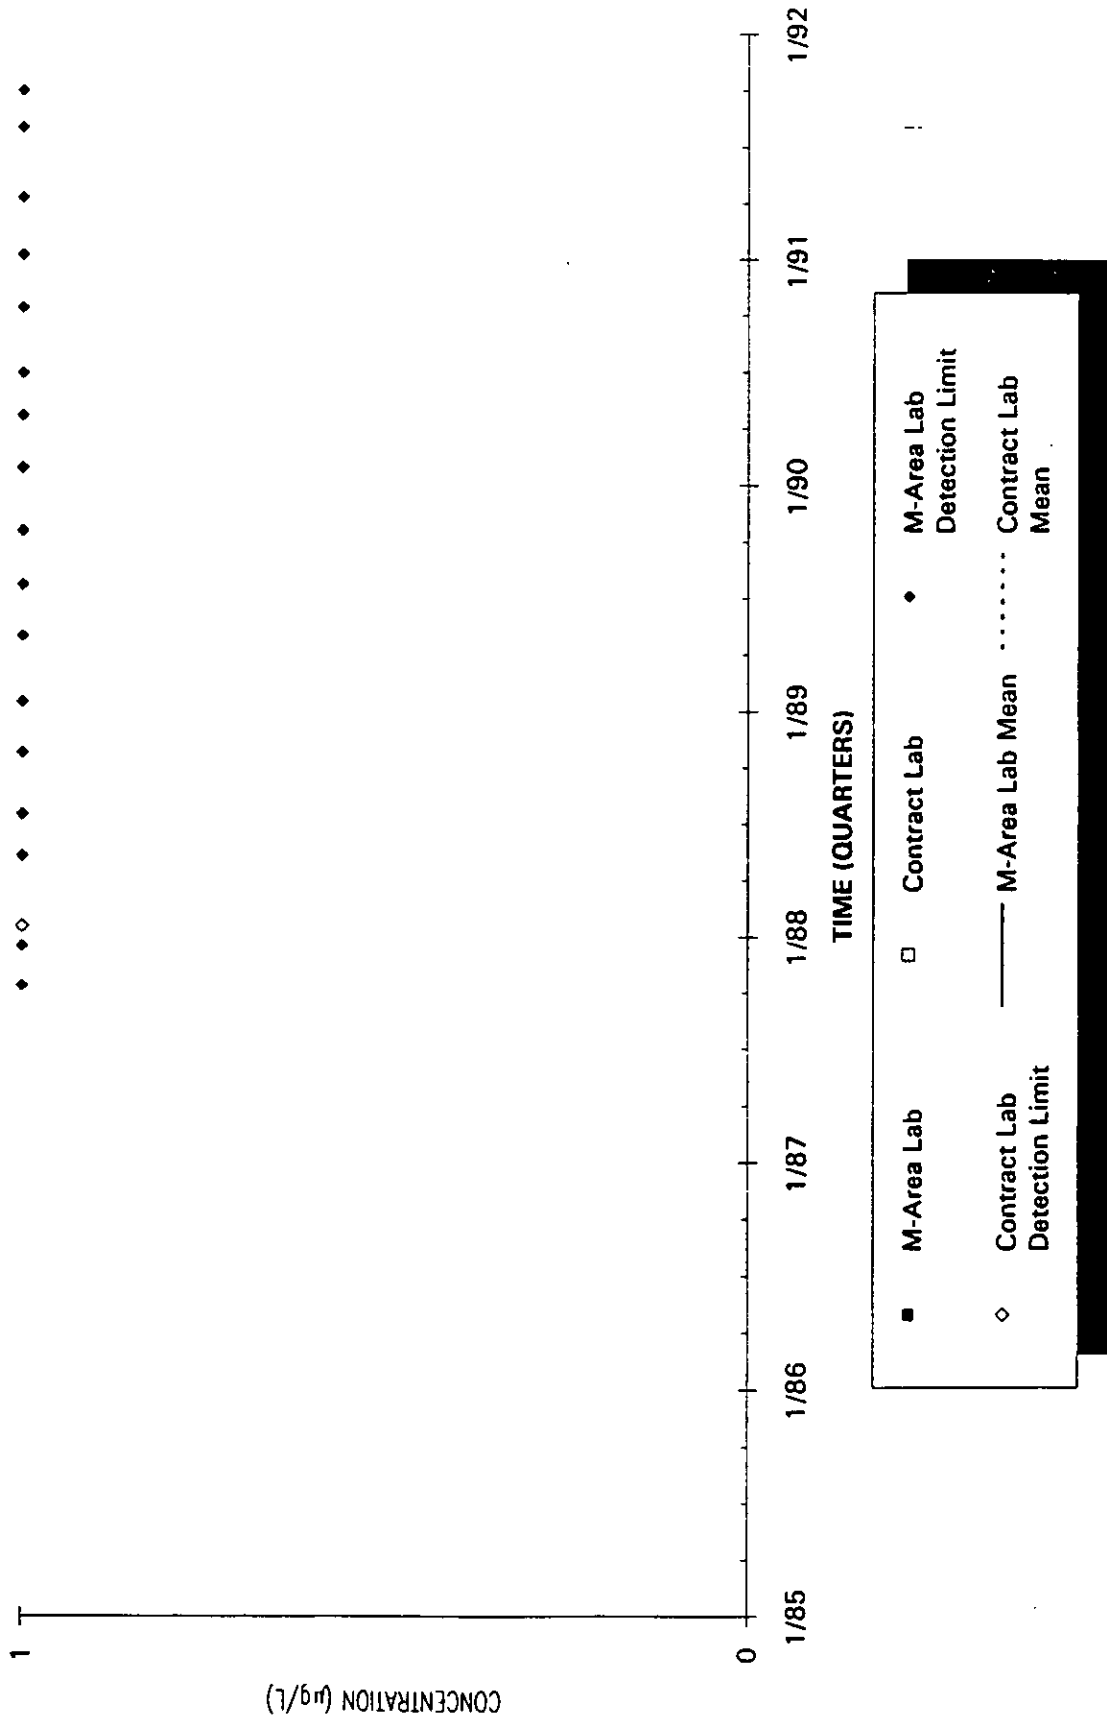 CONCENTRATION (µg/L)
1
0
1/85
1/86
1/87
1/88
1/89
1/90
1/91
1/92
TIME (QUARTERS)
M-Area Lab
Contract Lab
M-Area Lab
Detection Limit
Contract Lab
Detection Limit
M-Area Lab Mean
Contract Lab
Mean